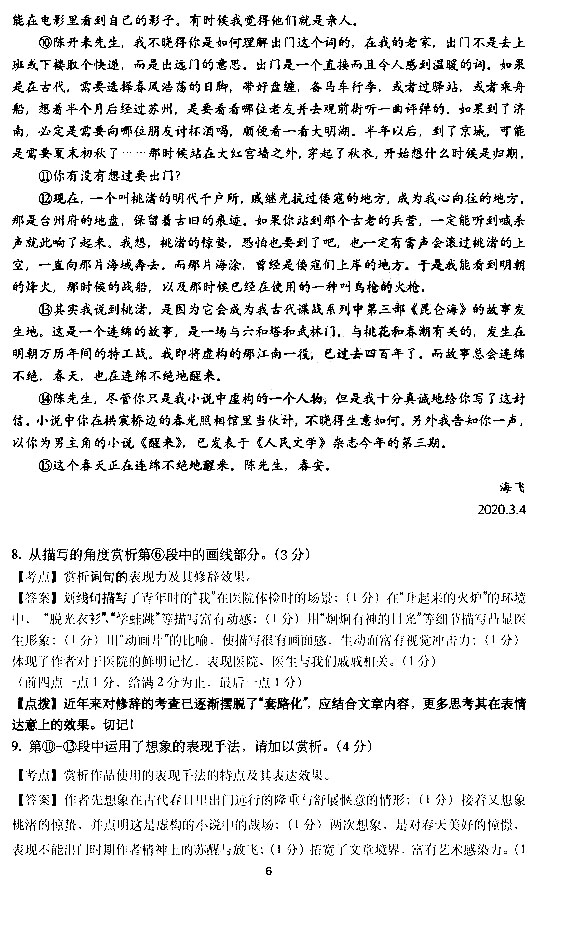 能在电影里看到自己的影子。有时候我觉得他们就是亲人。
⑩陈开来先生，我不晓得你是如何理解出门这个词的，在我的老家，出门不是去上
班或下楼取个快递，而是出远门的意思。出门是一个直接而且令人感到温暖的词。如果
是在古代，需要选择春风浩荡的日脚，带好盘缠，备马车行李，或者过驿站，或者乘舟
船，想着半个月后经过苏州，是要看看哪位老友并去观前街听一曲评弹的，如果到了济
南，必定是需要向哪位朋友讨杯酒喝，顺便看一看大明湖。半年以后，到了京城，可能
是需要夏末初秋了……那时候站在大红宫墙之外，穿起了秋衣，开始想什么时候是归期。
⑪你有没有想过要出门？
⑫现在，一个叫桃渚的明代千户所，戚继光抗过倭寇的地方，成为我心向往的地方。
那是台州府的地盘，保留着古旧的痕迹。如果你站到那个古老的兵营，一定能听到喊杀
声就此响了起来。我想，桃渚的惊蛰，恐怕也要到了吧，也一定有雷声会滚过桃渚的上
空，一直向那片海域奔去。而那片海涂，曾经是倭寇们上岸的地方。于是我能看到明朝
的烽火，那时候的战船，以及那时候已经在使用的一种叫鸟枪的火枪。
⑬其实我说到桃渚，是因为它会成为我古代谍战系列中第三部《昆仑海》的故事发
生地。这是一个连绵的故事，是一场与六和塔和武林门，与桃花和春潮有关的，发生在
明朝万历年间的特工战。我即将虚构的那江南一役，已过去四百年了。而故事总会连绵
不绝，春天，也在连绵不绝地醒来。
⑭陈先生，尽管你只是我小说中虚构的一个人物，但是我十分真诚地给你写了这封
信。小说中你在拱宸桥边的春光照相馆里当伙计，不晓得生意如何。另外我告知你一声，
以你为男主角的小说《醒来》，已发表于《人民文学》杂志今年的第三期。
⑮这个春天正在连绵不绝地醒来。陈先生，春安。
海飞
2020.3.4
8. 从描写的角度赏析第⑥段中的画线部分。（3 分）
【考点】赏析词句的表现力及其修辞效果。
【答案】划线句描写了青年时的“我”在医院体检时的场景；（1 分）在“升起来的火炉”的环境
中，“脱光衣衫”、“学蛙跳”等描写富有动感；（1 分）用“炯炯有神的目光”等细节描写凸显医
生形象；（1 分）用“动画片”的比喻，使描写很有画面感，生动而富有视觉冲击力；（1 分）
体现了作者对于医院的鲜明记忆，表现医院、医生与我们戚戚相关。（1 分）
（前四点一点 1 分，给满 2 分为止，最后一点 1 分）
【点拨】近年来对修辞的考查已逐渐摆脱了“套路化”，应结合文章内容，更多思考其在表情
达意上的效果。切记！
9. 第⑩-⑬段中运用了想象的表现手法，请加以赏析。（4 分）
【考点】赏析作品使用的表现手法的特点及其表达效果。
【答案】作者先想象在古代春日里出门远行的隆重与舒展惬意的情形；（1 分）接着又想象
桃渚的惊蛰，并点明这是虚构的小说中的战场；（1 分）两次想象，是对春天美好的憧憬，
表现不能出门时期作者精神上的苏醒与放飞；（1 分）拓宽了文章境界，富有艺术感染力。（1
6